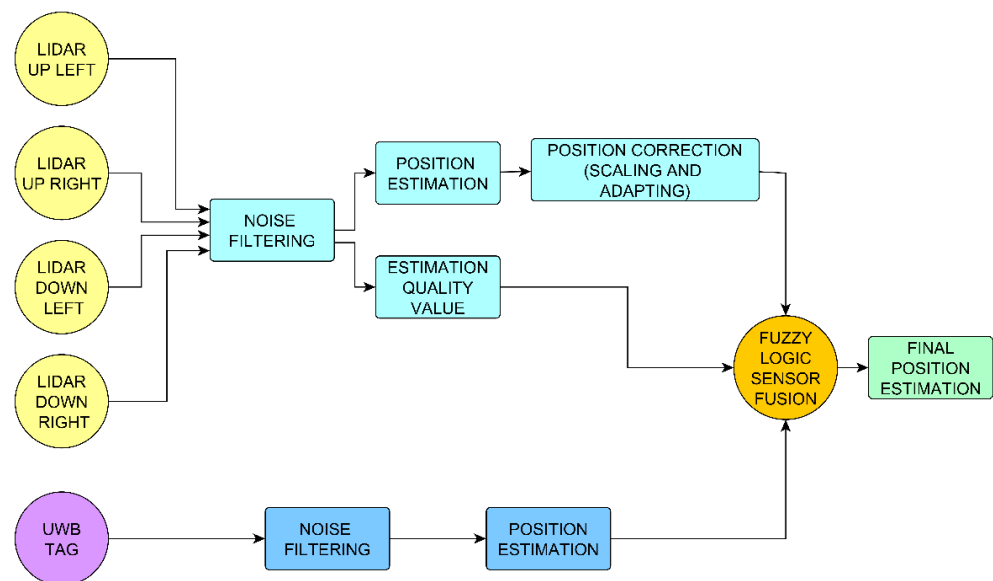 LIDAR
UP LEFT
LIDAR
UP RIGHT
LIDAR
DOWN
LEFT
LIDAR
DOWN
RIGHT
UWB
TAG
NOISE
FILTERING
POSITION
ESTIMATION
POSITION CORRECTION
(SCALING AND
ADAPTING)
ESTIMATION
QUALITY
VALUE
FUZZY
LOGIC
SENSOR
FUSION
FINAL
POSITION
ESTIMATION
NOISE
FILTERING
POSITION
ESTIMATION